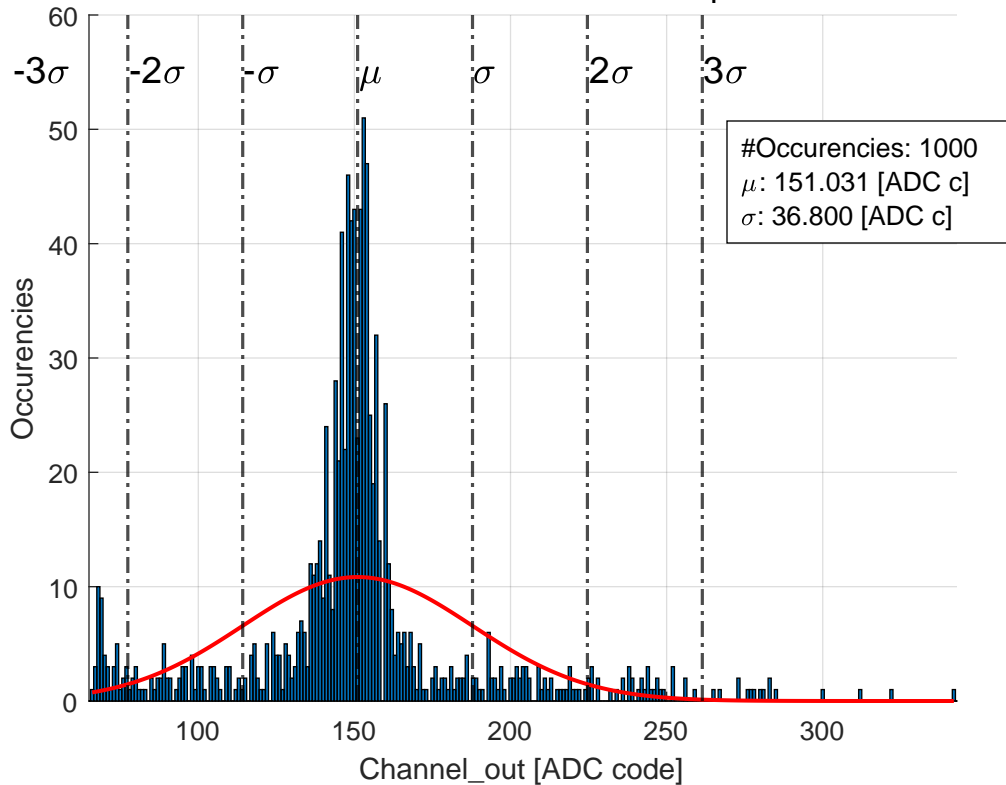 60
-3σ
-2σ
-σ
μ
σ
2σ
3σ
50
#Occurencies: 1000
μ: 151.031 [ADC c]
σ: 36.800 [ADC c]
40
30
20
10
0
Occurencies
100
150
200
250
300
Channel_out [ADC code]